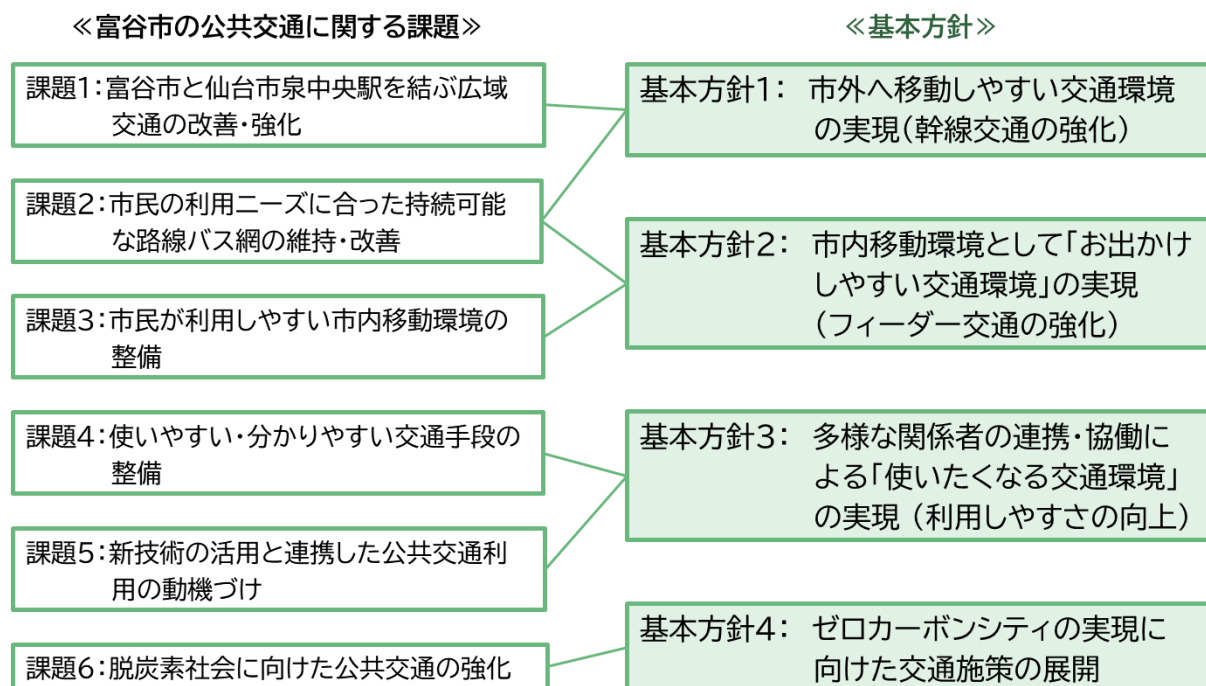 ≪富谷市の公共交通に関する課題≫
課題1：富谷市と仙台市泉中央駅を結ぶ広域
交通の改善・強化
課題2：市民の利用ニーズに合った持続可能
な路線バス網の維持・改善
課題3：市民が利用しやすい市内移動環境の
整備
課題4：使いやすい・分かりやすい交通手段の
整備
課題5：新技術の活用と連携した公共交通利
用の動機づけ
課題6：脱炭素社会に向けた公共交通の強化
≪基本方針≫
基本方針1： 市外へ移動しやすい交通環境
の実現（幹線交通の強化）
基本方針2： 市内移動環境として「お出かけ
しやすい交通環境」の実現
（フィーダー交通の強化）
基本方針3： 多様な関係者の連携・協働に
よる「使いたくなる交通環境」
の実現 （利用しやすさの向上）
基本方針4： ゼロカーボンシティの実現に
向けた交通施策の展開